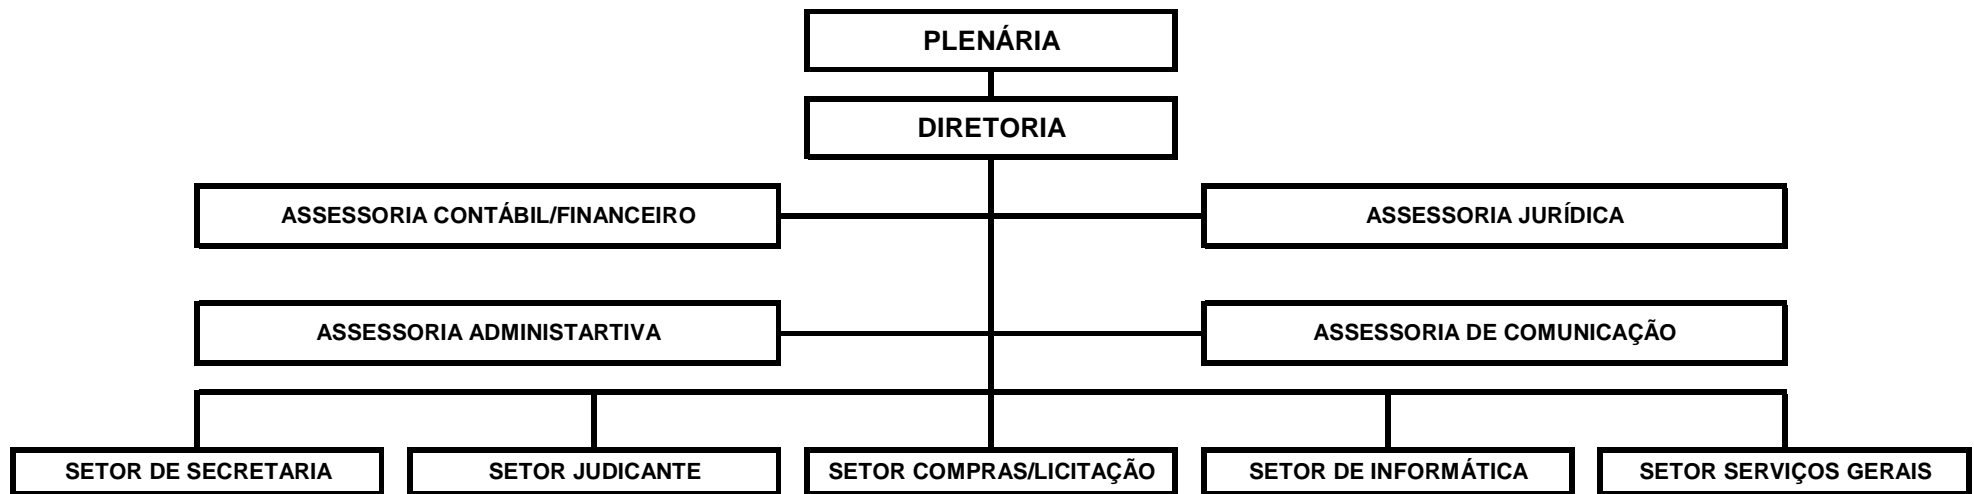 PLENÁRIA
DIRETORIA
ASSESSORIA CONTÁBIL/FINANCEIRO
ASSESSORIA JURÍDICA
ASSESSORIA ADMINISTARTIVA
ASSESSORIA DE COMUNICAÇÃO
SETOR DE SECRETARIA
SETOR JUDICANTE
SETOR COMPRAS/LICITAÇÃO
SETOR DE INFORMÁTICA
SETOR SERVIÇOS GERAIS